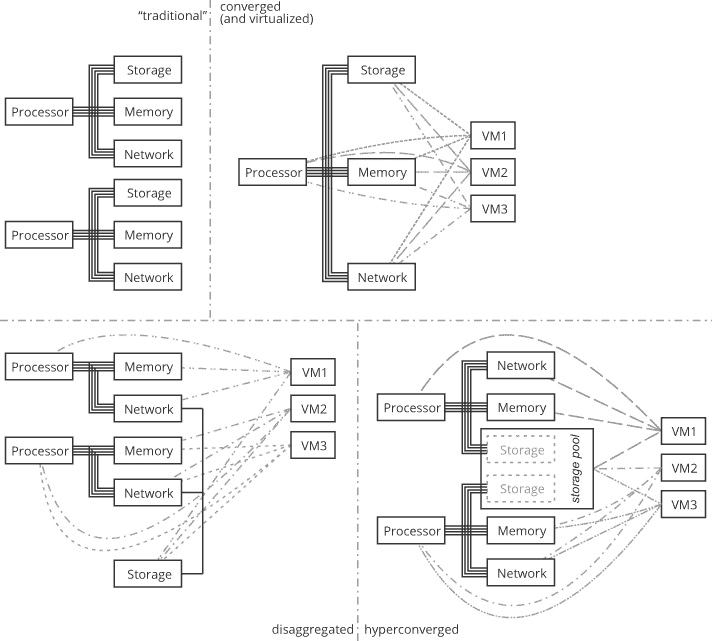 “traditional”
converged
(and virtualized)
Storage
Processor
Memory
Network
Storage
Processor
Memory
Network
Storage
Processor
Memory
Network
VM1
VM2
VM3
Processor
Memory
Network
Processor
Memory
Network
Storage
VM1
VM2
VM3
disaggregated
Network
Processor
Memory
Storage
Storage
storage pool
Processor
Memory
Network
VM1
VM2
VM3
hyperconverged